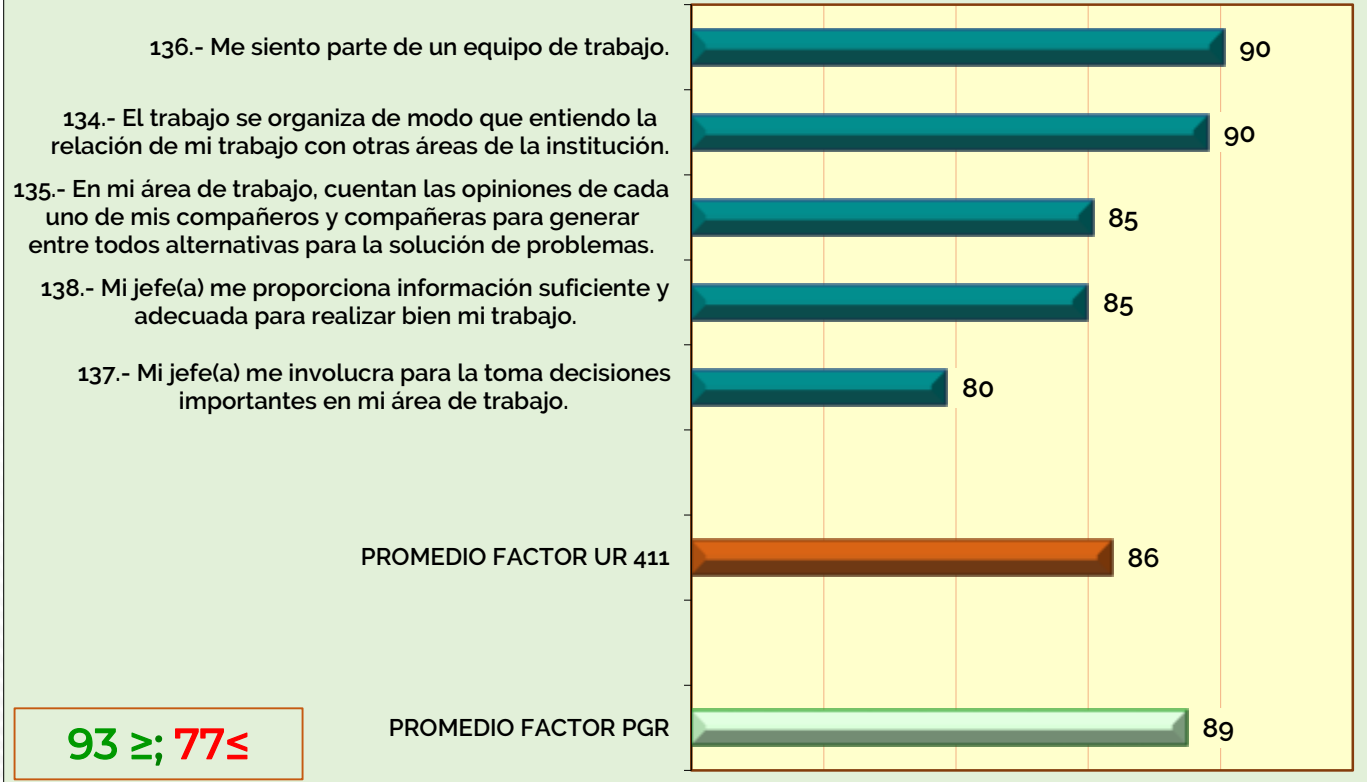 136.- Me siento parte de un equipo de trabajo.
90
134.- El trabajo se organiza de modo que entiendo la
relación de mi trabajo con otras áreas de la institución.
90
135.- En mi área de trabajo, cuentan las opiniones de cada
uno de mis compañeros y compañeras para generar
entre todos alternativas para la solución de problemas.
85
138.- Mi jefe(a) me proporciona información suficiente y
adecuada para realizar bien mi trabajo.
85
137.- Mi jefe(a) me involucra para la toma decisiones
importantes en mi área de trabajo.
80
PROMEDIO FACTOR UR 411
86
PROMEDIO FACTOR PGR
89
93 ≥; 77≤